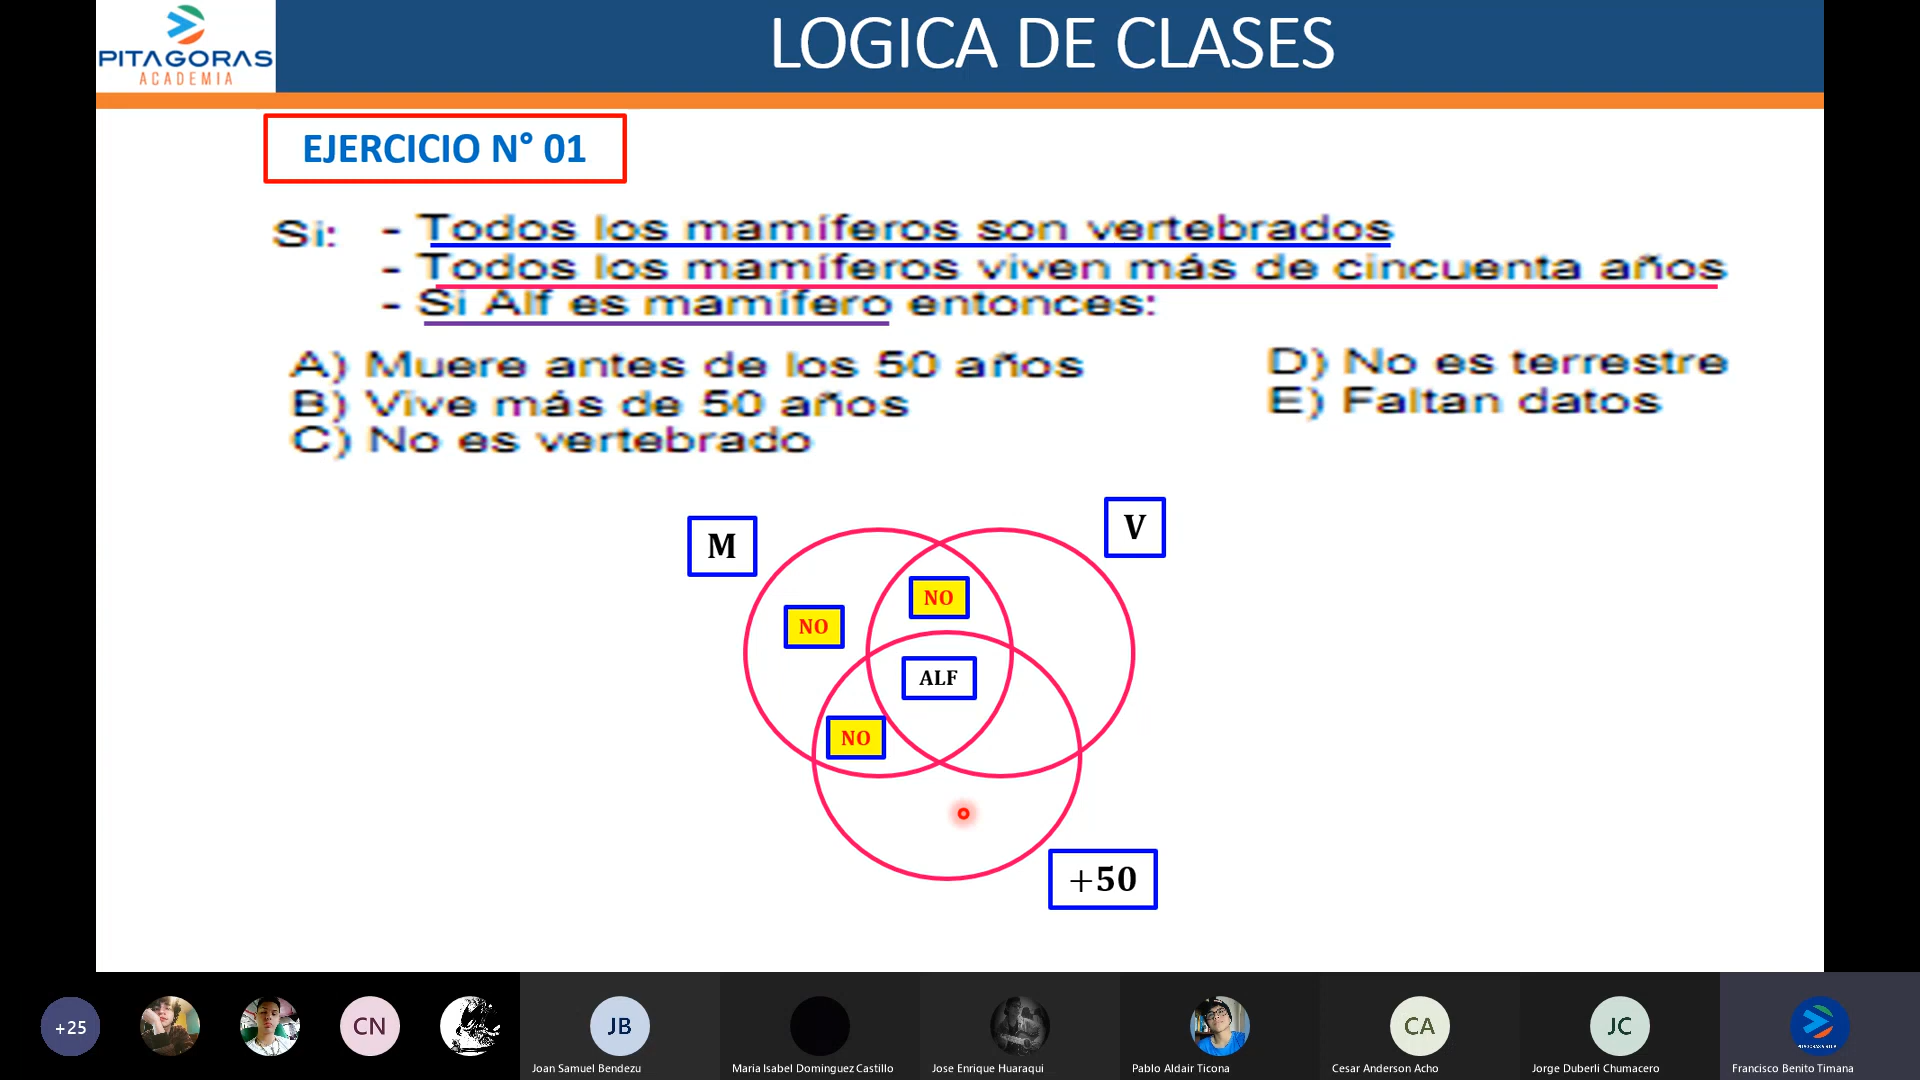 PITAGORAS
ACADEMIA
LOGICA DE CLASES
EJERCICIO N° 01
Si: - Todos los mamíferos son vertebrados
- Todos los mamíferos viven más de cincuenta años
- Si Alf es mamífero entonces:
A) Muere antes de los 50 años
B) Vive más de 50 años
C) No es vertebrado
D) No es terrestre
E) Faltan datos
M
V
NO
NO
ALF
NO
+50
+25
CN
JB
CA
JC
Joan Samuel Bendezu
Maria Isabel Dominguez Castillo
Jose Enrique Huaraqui
Pablo Aldair Ticona
Cesar Anderson Acho
Jorge Duberli Chumacero
Francisco Benito Timana